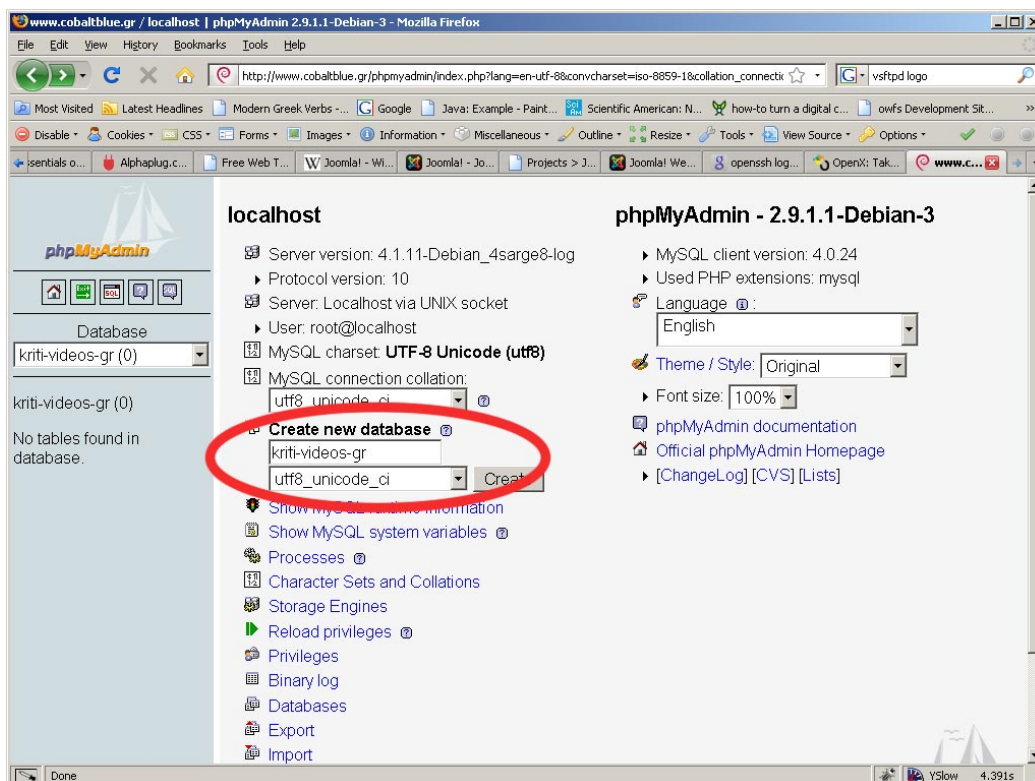 www.cobaltblue.gr / localhost | phpMyAdmin 2.9.1.1-Debian-3 - Mozilla Firefox
File Edit View History Bookmarks Tools Help
http://www.cobaltblue.gr/phpmyadmin/index.php?lang=en-utf-8&convcharset=iso-8859-1&collation_connectic vsftpd logo
Most Visited Latest Headlines Modern Greek Verbs -... Google Java: Example - Paint... Scientific American: N... how-to turn a digital c... owfs Development Sit...
Disable Cookies CSS Forms Images Information Miscellaneous Outline Resize Tools View Source Options
sentials o... Alphaplug.c... Free Web T... Joomla! - Wi... Joomla! - Jo... Projects > J... Joomla! We... openssh log... OpenX: Tak... www.c...
phpMyAdmin
SQL
Database
kriti-videos-gr (0)
kriti-videos-gr (0)
No tables found in
database.
localhost
Server version: 4.1.11-Debian_4sarge8-log
Protocol version: 10
Server: Localhost via UNIX socket
User: root@localhost
MySQL charset: UTF-8 Unicode (utf8)
MySQL connection collation:
utf8_unicode_ci
Create new database
kriti-videos-gr
utf8_unicode_ci Create
Show MySQL runtime information
Show MySQL system variables
Processes
Character Sets and Collations
Storage Engines
Reload privileges
Privileges
Binary log
Databases
Export
Import
phpMyAdmin - 2.9.1.1-Debian-3
MySQL client version: 4.0.24
Used PHP extensions: mysql
Language :
English
Theme / Style: Original
Font size: 100%
phpMyAdmin documentation
Official phpMyAdmin Homepage
[ChangeLog] [CVS] [Lists]
Done YSlow 4.391s